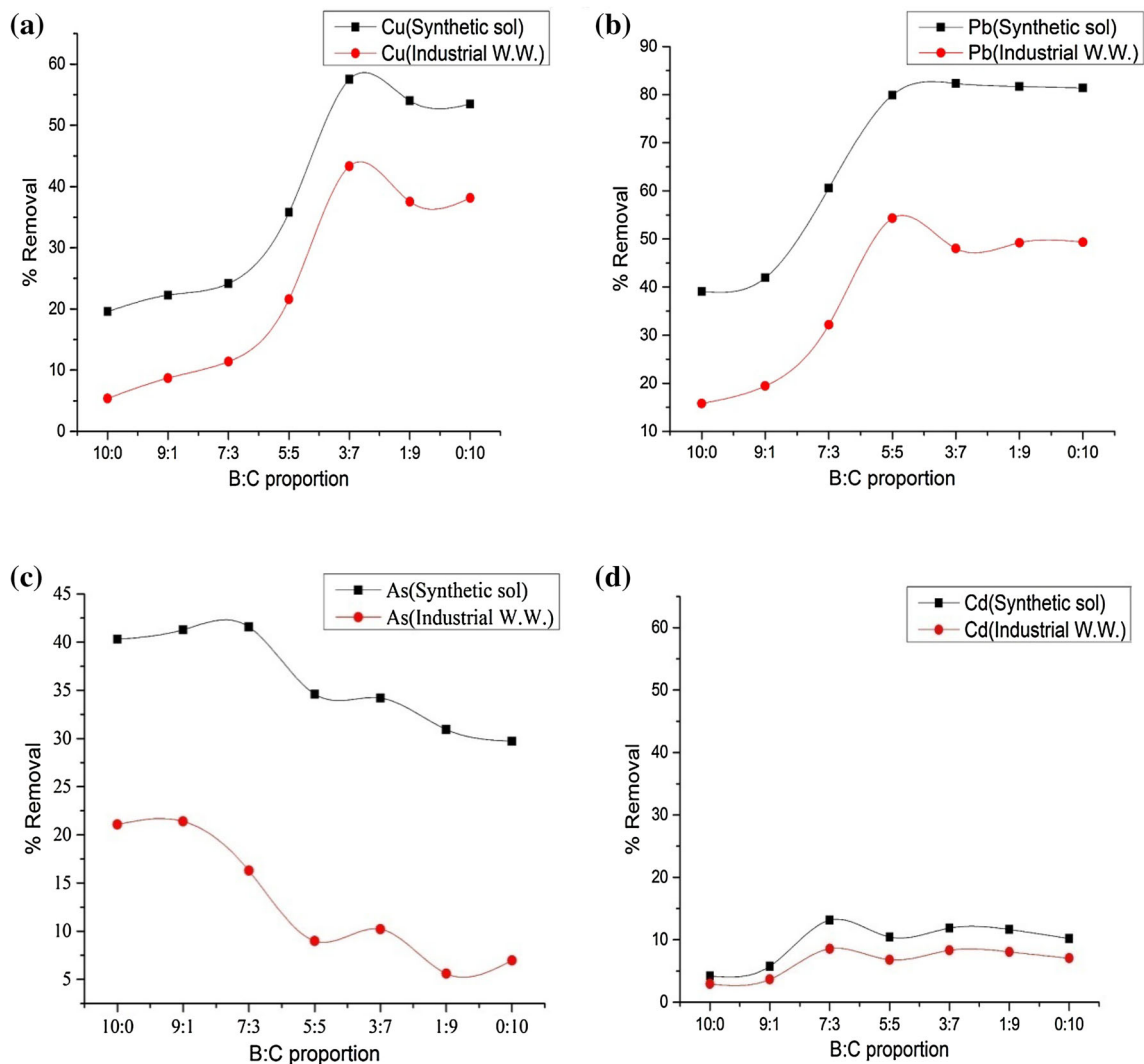 (a)
Cu(Synthetic sol)
Cu(Industrial W.W.)
60
50
40
30
20
10
0
% Removal
10:0 9:1 7:3 5:5 3:7 1:9 0:10
B:C proportion
(b)
Pb(Synthetic sol)
Pb(Industrial W.W.)
90
80
70
60
50
40
30
20
10
% Removal
10:0 9:1 7:3 5:5 3:7 1:9 0:10
B:C proportion
(c)
As(Synthetic sol)
As(Industrial W.W.)
45
40
35
30
25
20
15
10
5
% Removal
10:0 9:1 7:3 5:5 3:7 1:9 0:10
B:C proportion
(d)
Cd(Synthetic sol)
Cd(Industrial W.W.)
60
50
40
30
20
10
0
% Removal
10:0 9:1 7:3 5:5 3:7 1:9 0:10
B:C proportion